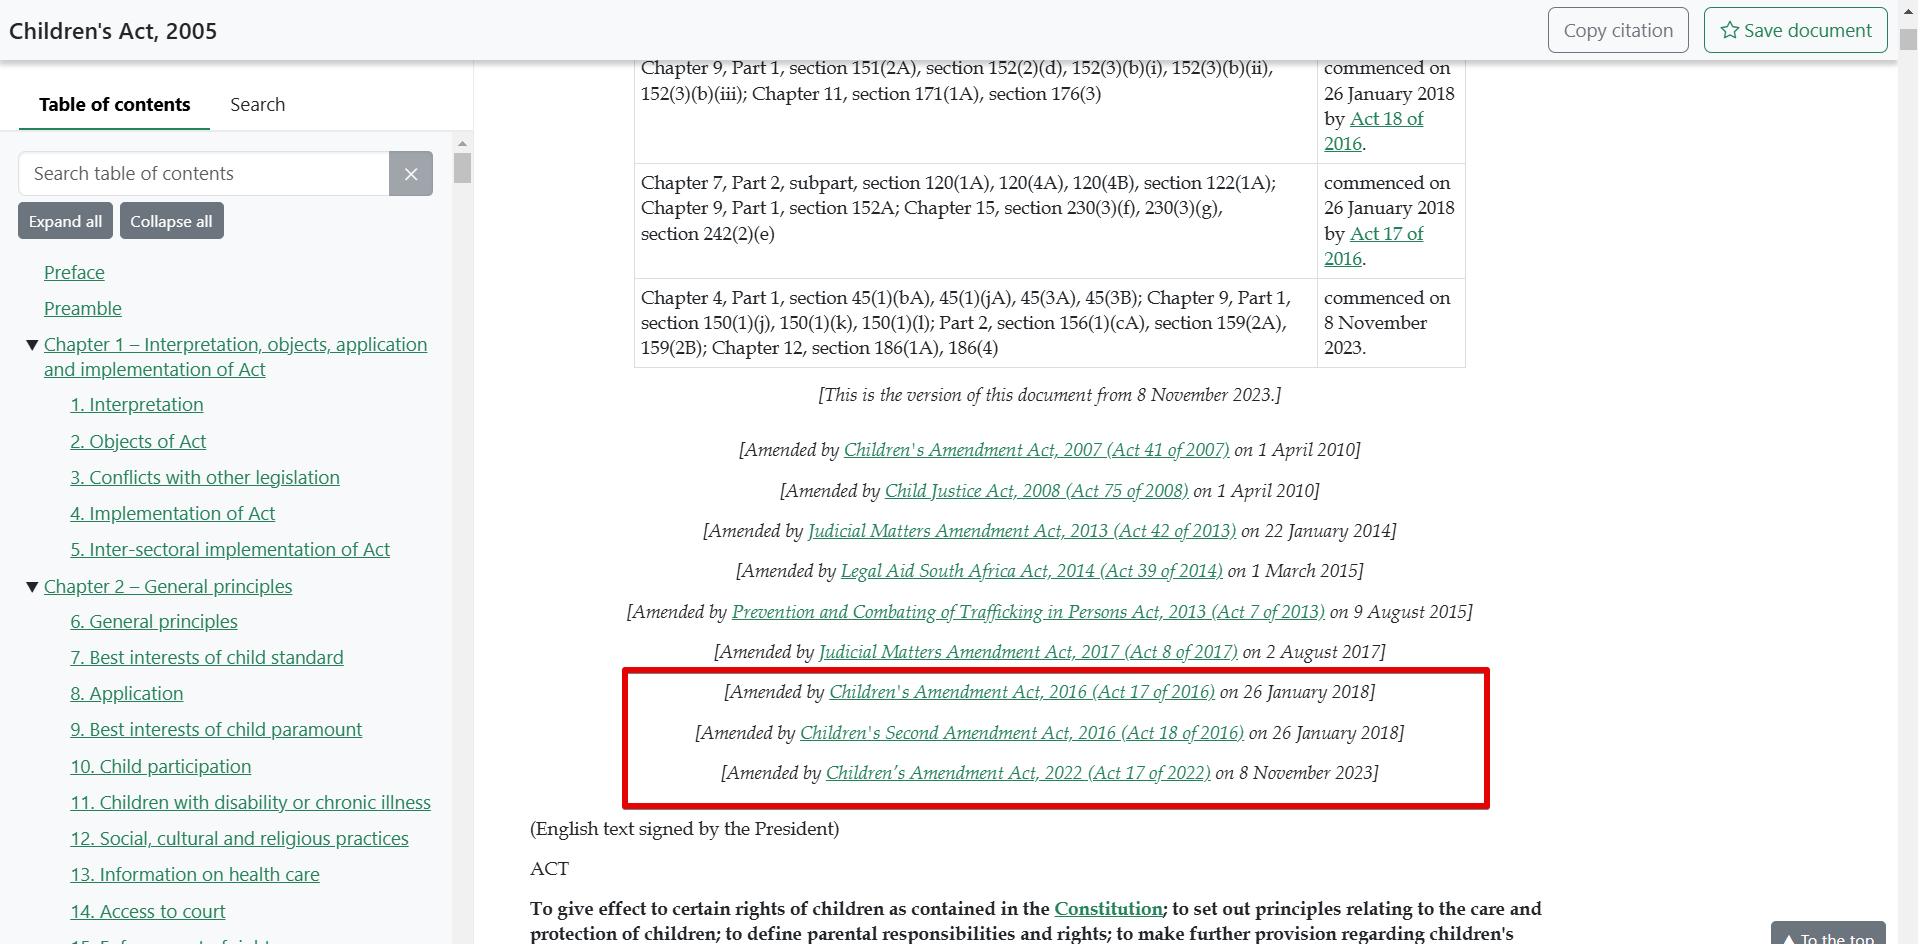 Children's Act, 2005
Copy citation
Save document
Table of contents
Search
Search table of contents
Expand all
Collapse all
Preface
Preamble
Chapter 1 – Interpretation, objects, application
and implementation of Act
1. Interpretation
2. Objects of Act
3. Conflicts with other legislation
4. Implementation of Act
5. Inter-sectoral implementation of Act
Chapter 2 – General principles
6. General principles
7. Best interests of child standard
8. Application
9. Best interests of child paramount
10. Child participation
11. Children with disability or chronic illness
12. Social, cultural and religious practices
13. Information on health care
14. Access to court
Chapter 9, Part 1, section 151(2A), section 152(2)(d), 152(3)(b)(i), 152(3)(b)(ii),
152(3)(b)(iii); Chapter 11, section 171(1A), section 176(3)
commenced on
26 January 2018
by Act 18 of
2016.
Chapter 7, Part 2, subpart, section 120(1A), 120(4A), 120(4B), section 122(1A);
Chapter 9, Part 1, section 152A; Chapter 15, section 230(3)(f), 230(3)(g),
section 242(2)(e)
commenced on
26 January 2018
by Act 17 of
2016.
Chapter 4, Part 1, section 45(1)(bA), 45(1)(jA), 45(3A), 45(3B); Chapter 9, Part 1,
section 150(1)(j), 150(1)(k), 150(1)(l); Part 2, section 156(1)(cA), section 159(2A),
159(2B); Chapter 12, section 186(1A), 186(4)
commenced on
8 November
2023.
[This is the version of this document from 8 November 2023.]
[Amended by Children's Amendment Act, 2007 (Act 41 of 2007) on 1 April 2010]
[Amended by Child Justice Act, 2008 (Act 75 of 2008) on 1 April 2010]
[Amended by Judicial Matters Amendment Act, 2013 (Act 42 of 2013) on 22 January 2014]
[Amended by Legal Aid South Africa Act, 2014 (Act 39 of 2014) on 1 March 2015]
[Amended by Prevention and Combating of Trafficking in Persons Act, 2013 (Act 7 of 2013) on 9 August 2015]
[Amended by Judicial Matters Amendment Act, 2017 (Act 8 of 2017) on 2 August 2017]
[Amended by Children's Amendment Act, 2016 (Act 17 of 2016) on 26 January 2018]
[Amended by Children's Second Amendment Act, 2016 (Act 18 of 2016) on 26 January 2018]
[Amended by Children’s Amendment Act, 2022 (Act 17 of 2022) on 8 November 2023]
(English text signed by the President)
ACT
To give effect to certain rights of children as contained in the Constitution; to set out principles relating to the care and
protection of children; to define parental responsibilities and rights; to make further provision regarding children's
To the top